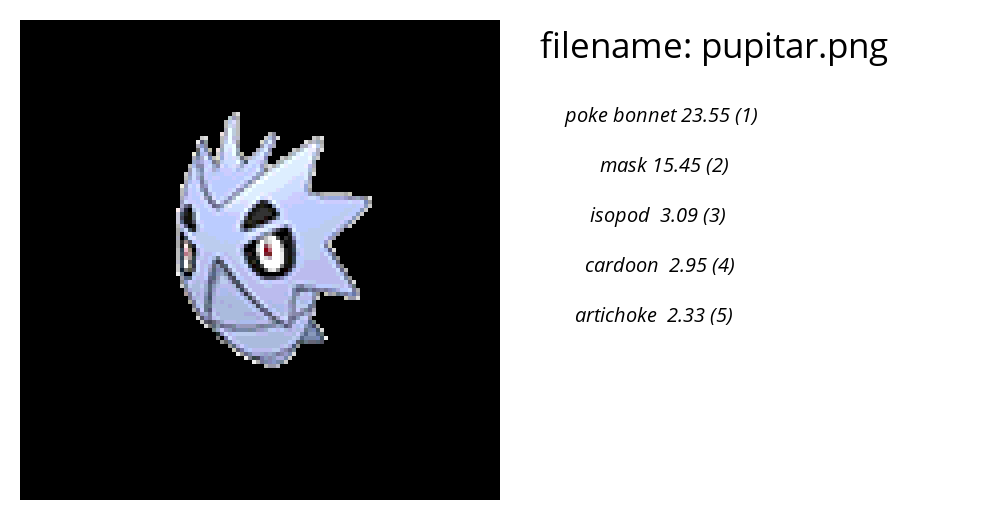 filename: pupitar.png
poke bonnet 23.55 (1)
mask 15.45 (2)
isopod 3.09 (3)
cardoon 2.95 (4)
artichoke 2.33 (5)